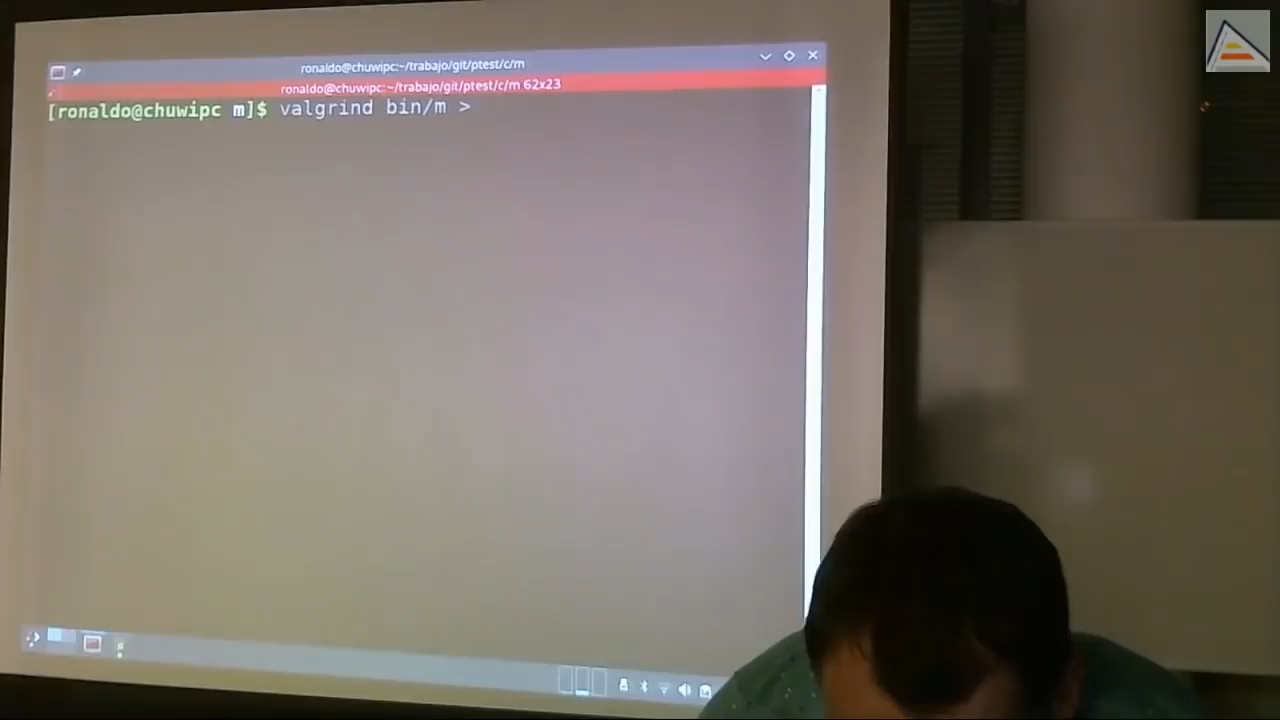 ronaldo@chuwipc:~/trabajo/git/ptest/c/m
ronaldo@chuwipc:~/trabajo/git/ptest/c/m 62x23
[ronaldo@chuwipc m]$ valgrind bin/m >